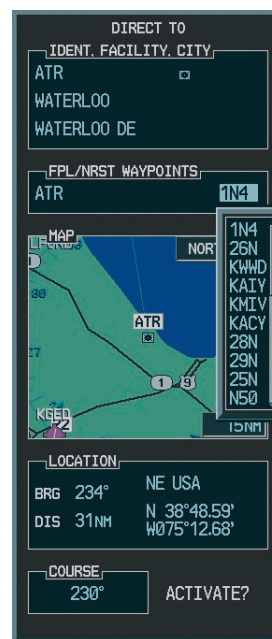 DIRECT TO
IDENT, FACILITY, CITY
ATR
WATERLOO
WATERLOO DE
FPL/NRST WAYPOINTS
ATR 1N4
1N4
26N
KWWD
KAIY
KMIV
KACY
28N
29N
25N
N50
MAP
NORT
ATR
1 9
KGED
15NM
LOCATION
BRG 234° NE USA
DIS 31NM N 38°48.59'
W075°12.68'
COURSE
230° ACTIVATE?